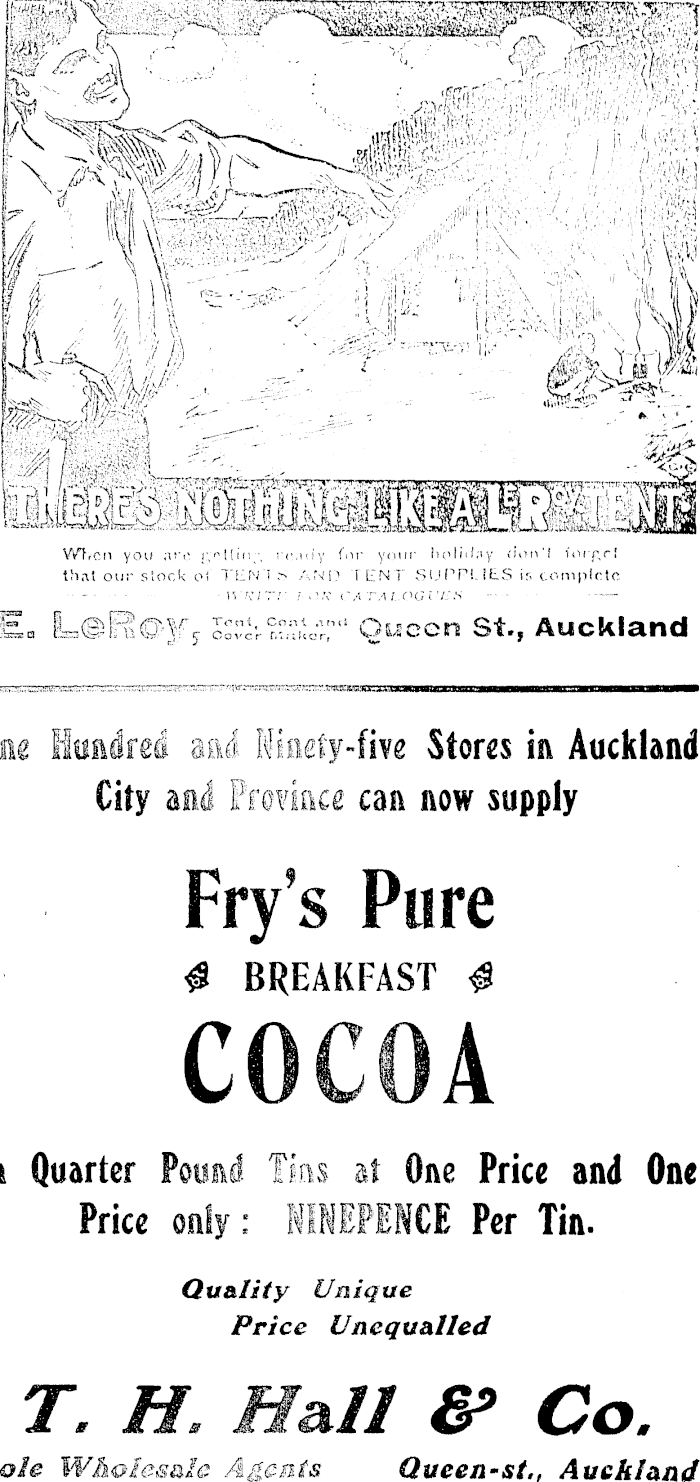 THERE'S NOTHING LIKE A LEROY TENT.
When you are getting ready for your holiday don't forget
that our stock of TENTS AND TENT SUPPLIES is complete
WRITE FOR CATALOGUES
E. LeRoy, Tent, Coat and Cover Maker, Queen St., Auckland
ne Hundred and Ninety-five Stores in Auckland
City and Province can now supply
Fry's Pure
BREAKFAST
COCOA
n Quarter Pound Tins at One Price and One
Price only: NINEPENCE Per Tin.
Quality Unique
Price Unequalled
T. H. Hall & Co.
ole Wholesale Agents Queen-st., Auckland